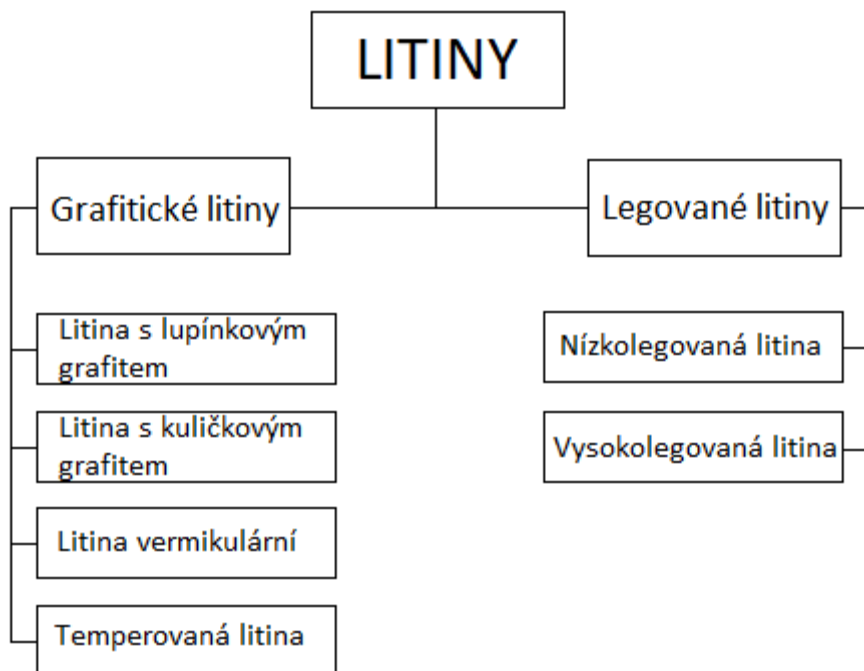 LITINY
Grafitické litiny
Legované litiny
Litina s lupínkovým
grafitem
Nízkolegovaná litina
Litina s kuličkovým
grafitem
Vysokolegovaná litina
Litina vermikulární
Temperovaná litina